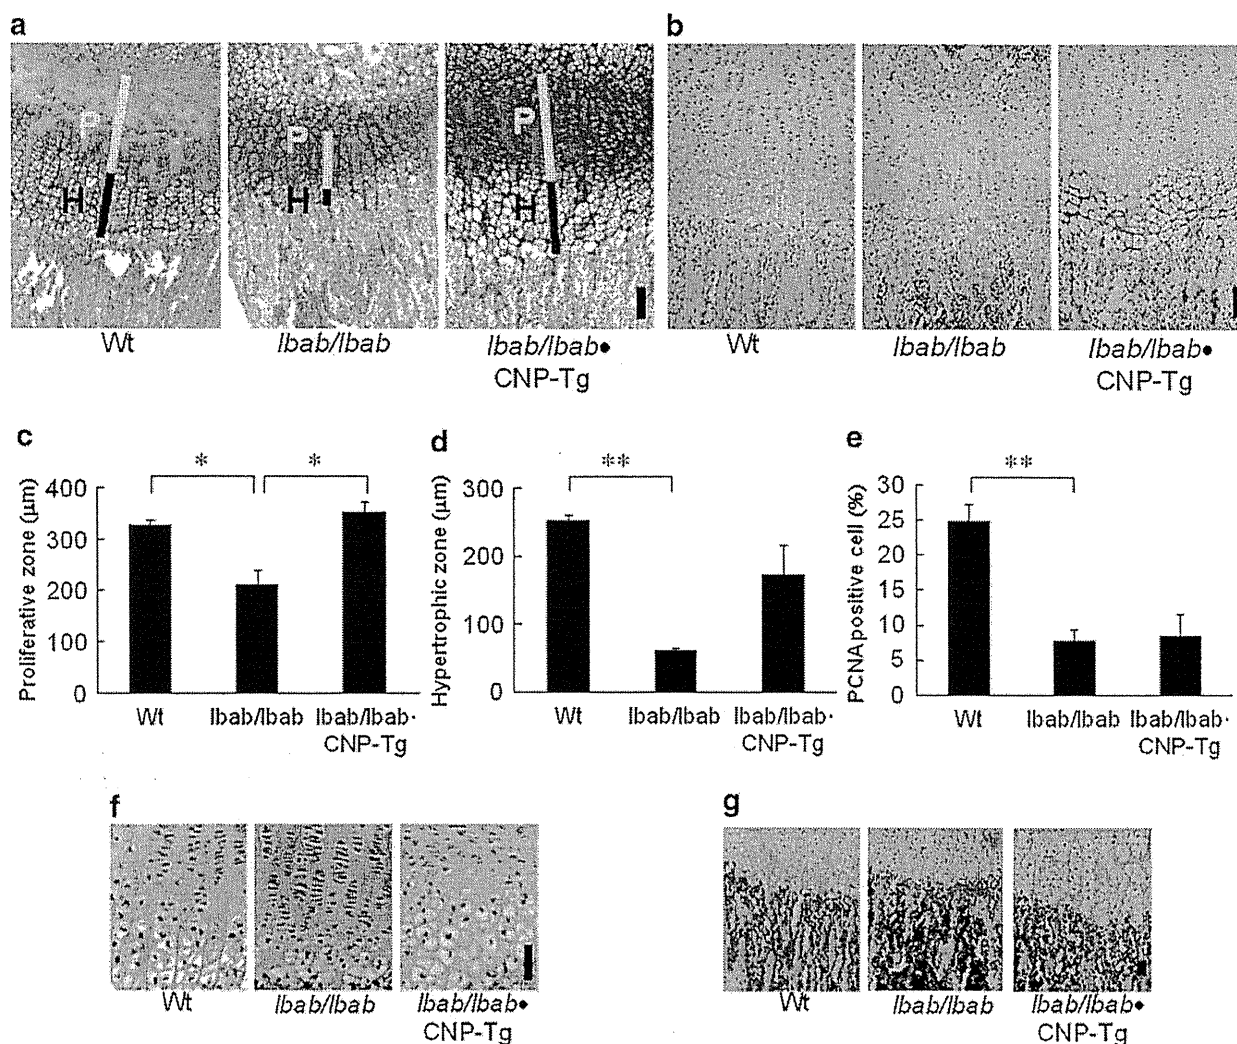 a
b
P
H
P
H
P
H
Wt
lbab/lbab
lbab/lbab•
CNP-Tg
Wt
lbab/lbab
lbab/lbab•
CNP-Tg
c
*
*
Proliferative zone (μm)
400
300
200
100
0
Wt
lbab/lbab
lbab/lbab·
CNP-Tg
d
**
Hypertrophic zone (μm)
300
200
100
0
Wt
lbab/lbab
lbab/lbab·
CNP-Tg
e
**
PCNA positive cell (%)
30
25
20
15
10
5
0
Wt
lbab/lbab
lbab/lbab·
CNP-Tg
f
Wt
lbab/lbab
lbab/lbab•
CNP-Tg
g
Wt
lbab/lbab
lbab/lbab•
CNP-Tg